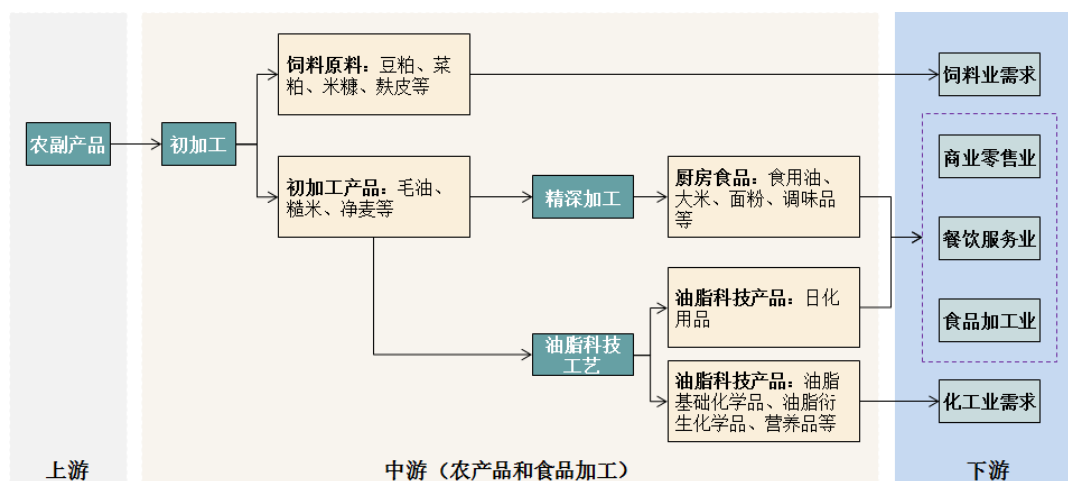 农副产品
初加工
饲料原料：豆粕、菜
粕、米糠、麸皮等
初加工产品：毛油、
糙米、净麦等
精深加工
油脂科技
工艺
厨房食品：食用油、
大米、面粉、调味品
等
油脂科技产品：日化
用品
油脂科技产品：油脂
基础化学品、油脂衍
生化学品、营养品等
饲料业需求
商业零售业
餐饮服务业
食品加工业
化工业需求
上游
中游（农产品和食品加工）
下游